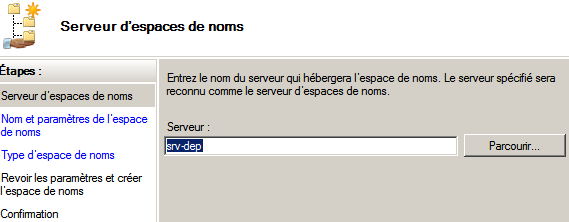 Serveur d'espaces de noms
Étapes :
Serveur d'espaces de noms
Nom et paramètres de l'espace
de noms
Type d'espace de noms
Revoir les paramètres et créer
l'espace de noms
Confirmation
Entrez le nom du serveur qui hébergera l'espace de noms. Le serveur spécifié sera
reconnu comme le serveur d'espaces de noms.
Serveur :
srv-dep
Parcourir...